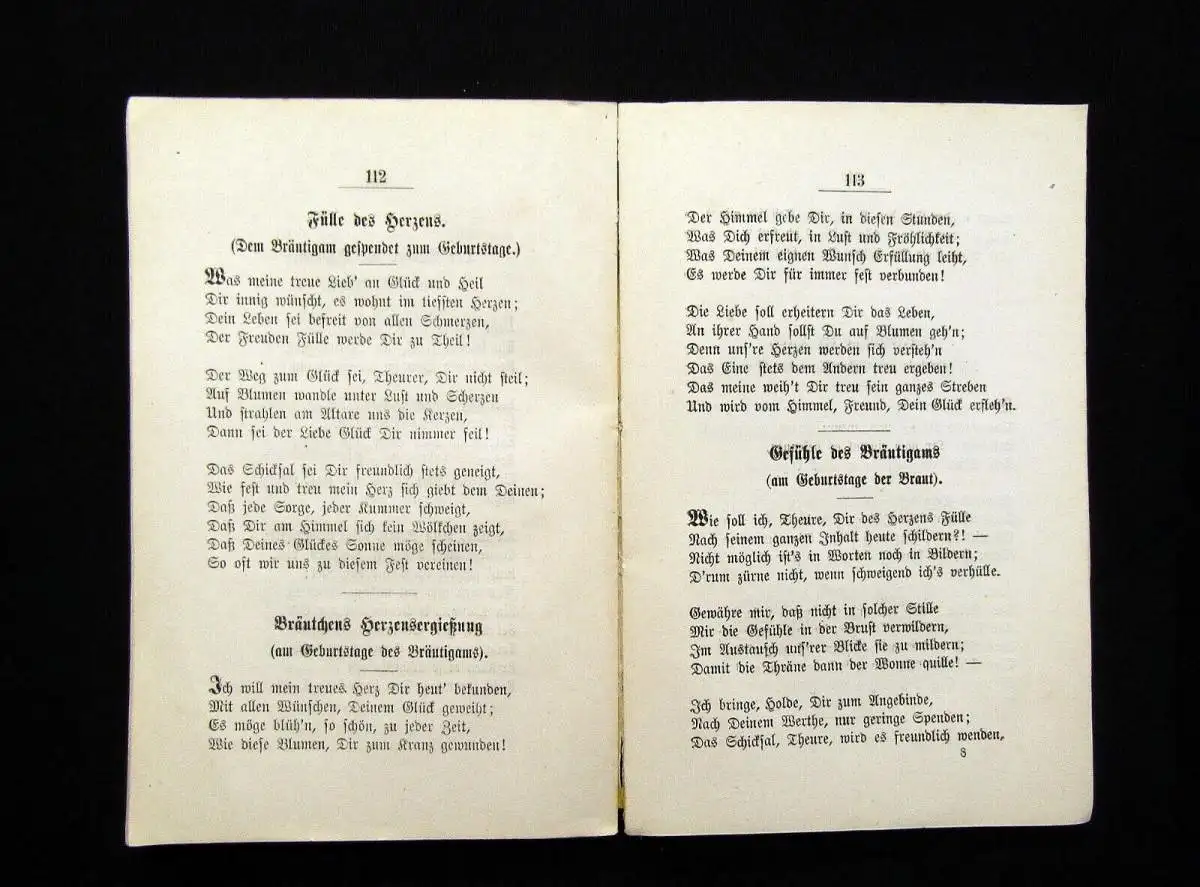 112
Fülle des Herzens.
(Dem Bräutigam gespendet zum Geburtstage.)
Was meine treue Lieb' an Glück und Heil
Dir innig wünscht, es wohnt im tiefsten Herzen;
Dein Leben sei befreit von allen Schmerzen,
Der Freuden Fülle werde Dir zu Theil!
Der Weg zum Glück sei, Theurer, Dir nicht steil;
Auf Blumen wandle unter Lust und Scherzen
Und strahlen am Altare uns die Kerzen,
Dann sei der Liebe Glück Dir nimmer feil!
Das Schicksal sei Dir freundlich stets geneigt,
Wie fest und treu mein Herz sich giebt dem Deinen;
Daß jede Sorge, jeder Kummer schweigt,
Daß Dir am Himmel sich kein Wölkchen zeigt,
Daß Deines Glückes Sonne möge scheinen,
So oft wir uns zu diesem Fest vereinen!
Bräutchens Herzensergießung
(am Geburtstage des Bräutigams).
Ich will mein treues Herz Dir heut' bekunden,
Mit allen Wünschen, Deinem Glück geweiht;
Es möge blüh'n, so schön, zu jeder Zeit,
Wie diese Blumen, Dir zum Kranz gewunden!
113
Der Himmel gebe Dir, in diesen Stunden,
Was Dich erfreut, in Lust und Fröhlichkeit;
Was Deinem eignen Wunsch Erfüllung leiht,
Es werde Dir für immer fest verbunden!
Die Liebe soll erheitern Dir das Leben,
An ihrer Hand sollst Du auf Blumen geh'n;
Denn uns're Herzen werden sich versteh'n
Das Eine stets dem Andern treu ergeben!
Das meine weih't Dir treu sein ganzes Streben
Und wird vom Himmel, Freund, Dein Glück ersteh'n.
Gefühle des Bräutigams
(am Geburtstage der Braut).
Wie soll ich, Theure, Dir des Herzens Fülle
Nach seinem ganzen Inhalt heute schildern?! —
Nicht möglich ist's in Worten noch in Bildern;
D'rum zürne nicht, wenn schweigend ich's verhülle.
Gewähre mir, daß nicht in solcher Stille
Mir die Gefühle in der Brust verwildern,
Im Austausch uns'rer Blicke sie zu mildern;
Damit die Thräne dann der Wonne quille! —
Ich bringe, Holde, Dir zum Angebinde,
Nach Deinem Werthe, nur geringe Spenden;
Das Schicksal, Theure, wird es freundlich wenden,
8